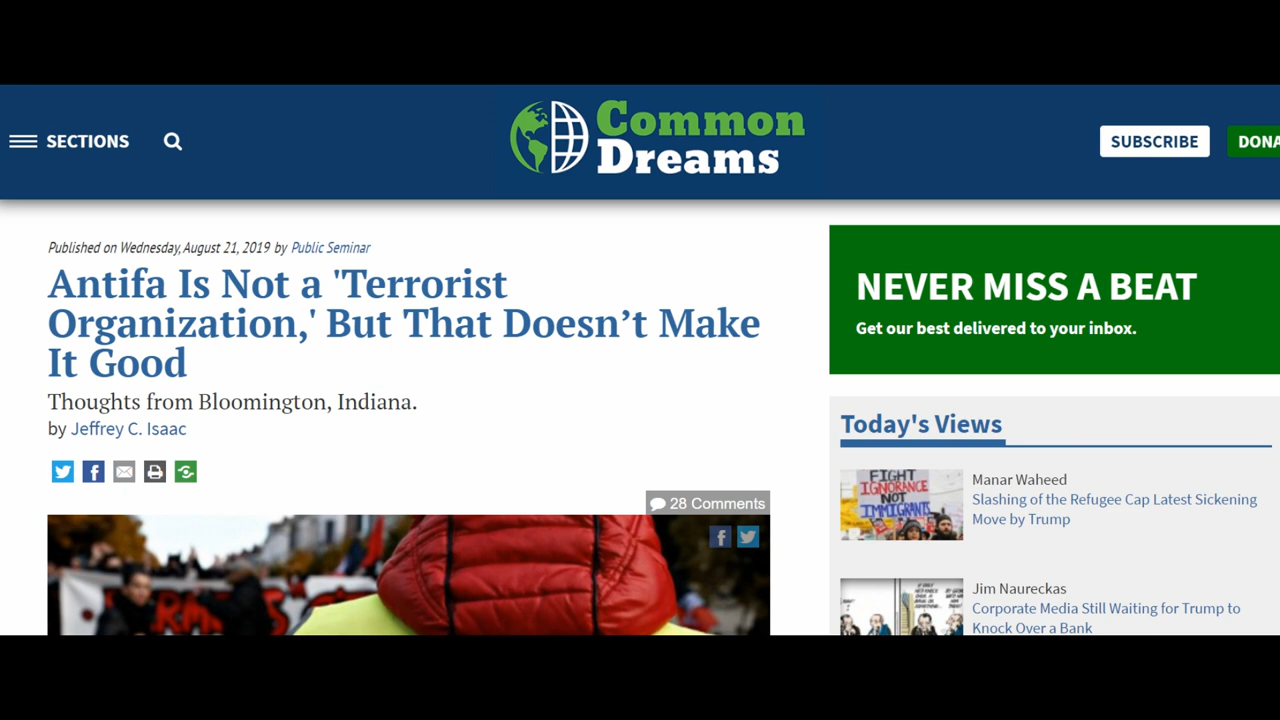 SECTIONS
Common
Dreams
SUBSCRIBE
DONA
Published on Wednesday, August 21, 2019 by Public Seminar
Antifa Is Not a 'Terrorist
Organization,' But That Doesn’t Make
It Good
Thoughts from Bloomington, Indiana.
by Jeffrey C. Isaac
28 Comments
NEVER MISS A BEAT
Get our best delivered to your inbox.
Today's Views
FIGHT
IGNORANCE
NOT
IMMIGRANTS
Manar Waheed
Slashing of the Refugee Cap Latest Sickening
Move by Trump
Jim Naureckas
Corporate Media Still Waiting for Trump to
Knock Over a Bank